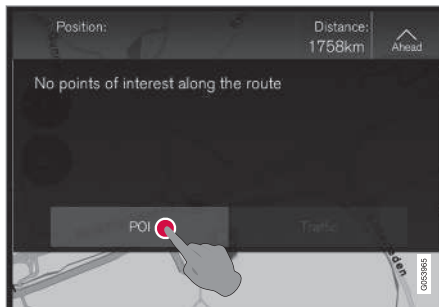 Position:
Distance:
1758km
Ahead
No points of interest along the route
POI
Traffic
G053965